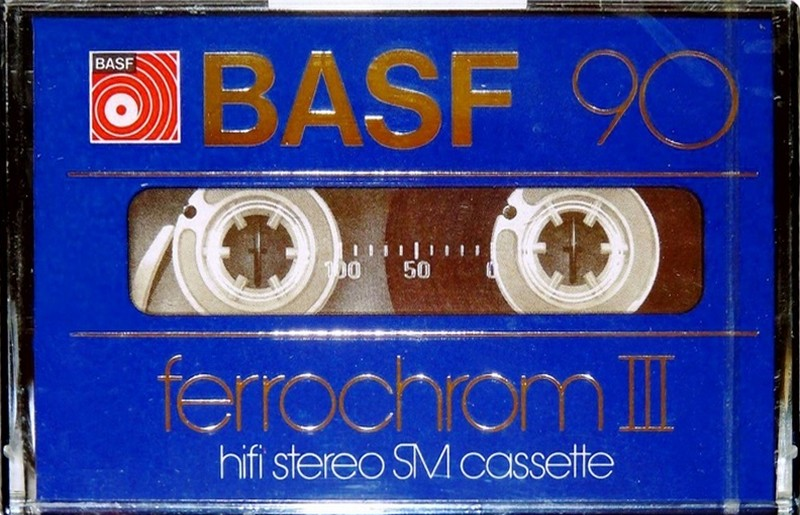 BASF
BASF 90
100 50 0
ferrochrom III
hifi stereo SM cassette